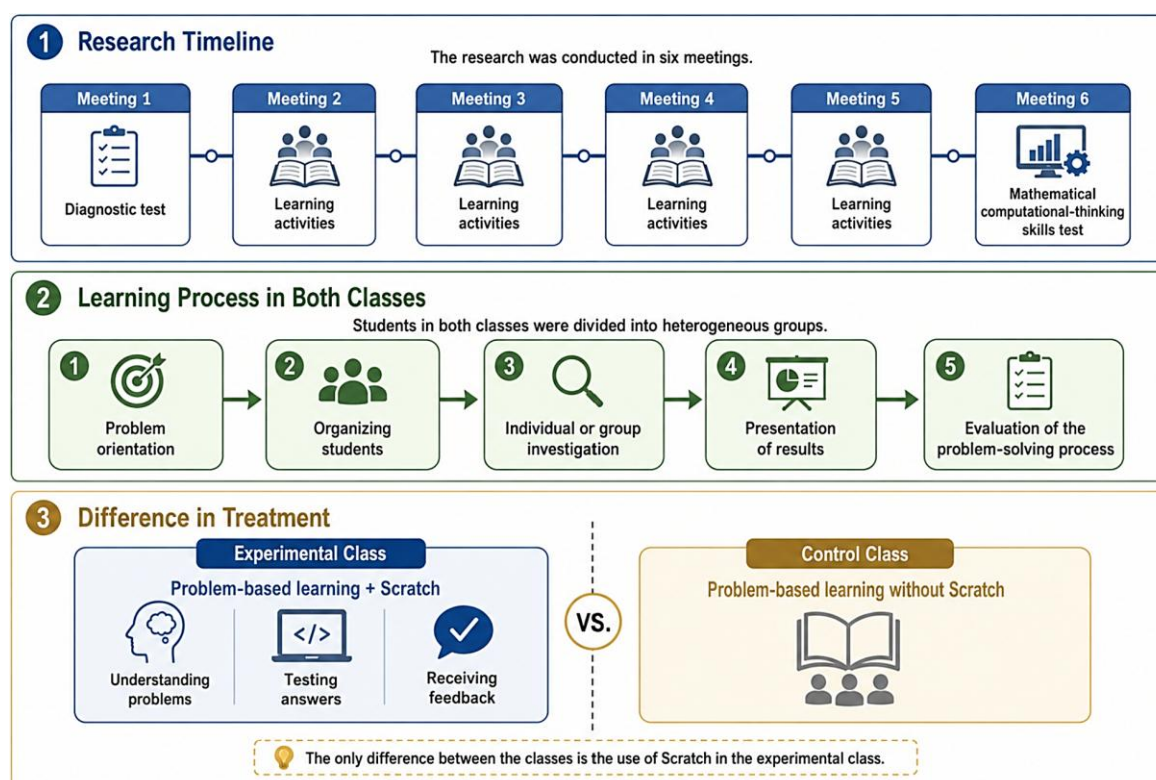 1 Research Timeline
The research was conducted in six meetings.
Meeting 1
Diagnostic test
Meeting 2
Learning
activities
Meeting 3
Learning
activities
Meeting 4
Learning
activities
Meeting 5
Learning
activities
Meeting 6
Mathematical
computational-thinking
skills test
2 Learning Process in Both Classes
Students in both classes were divided into heterogeneous groups.
1
Problem
orientation
2
Organizing
students
3
Individual or group
investigation
4
Presentation
of results
5
Evaluation of the
problem-solving process
3 Difference in Treatment
Experimental Class
Problem-based learning + Scratch
Understanding
problems
</>
Testing
answers
Receiving
feedback
VS.
Control Class
Problem-based learning without Scratch
The only difference between the classes is the use of Scratch in the experimental class.